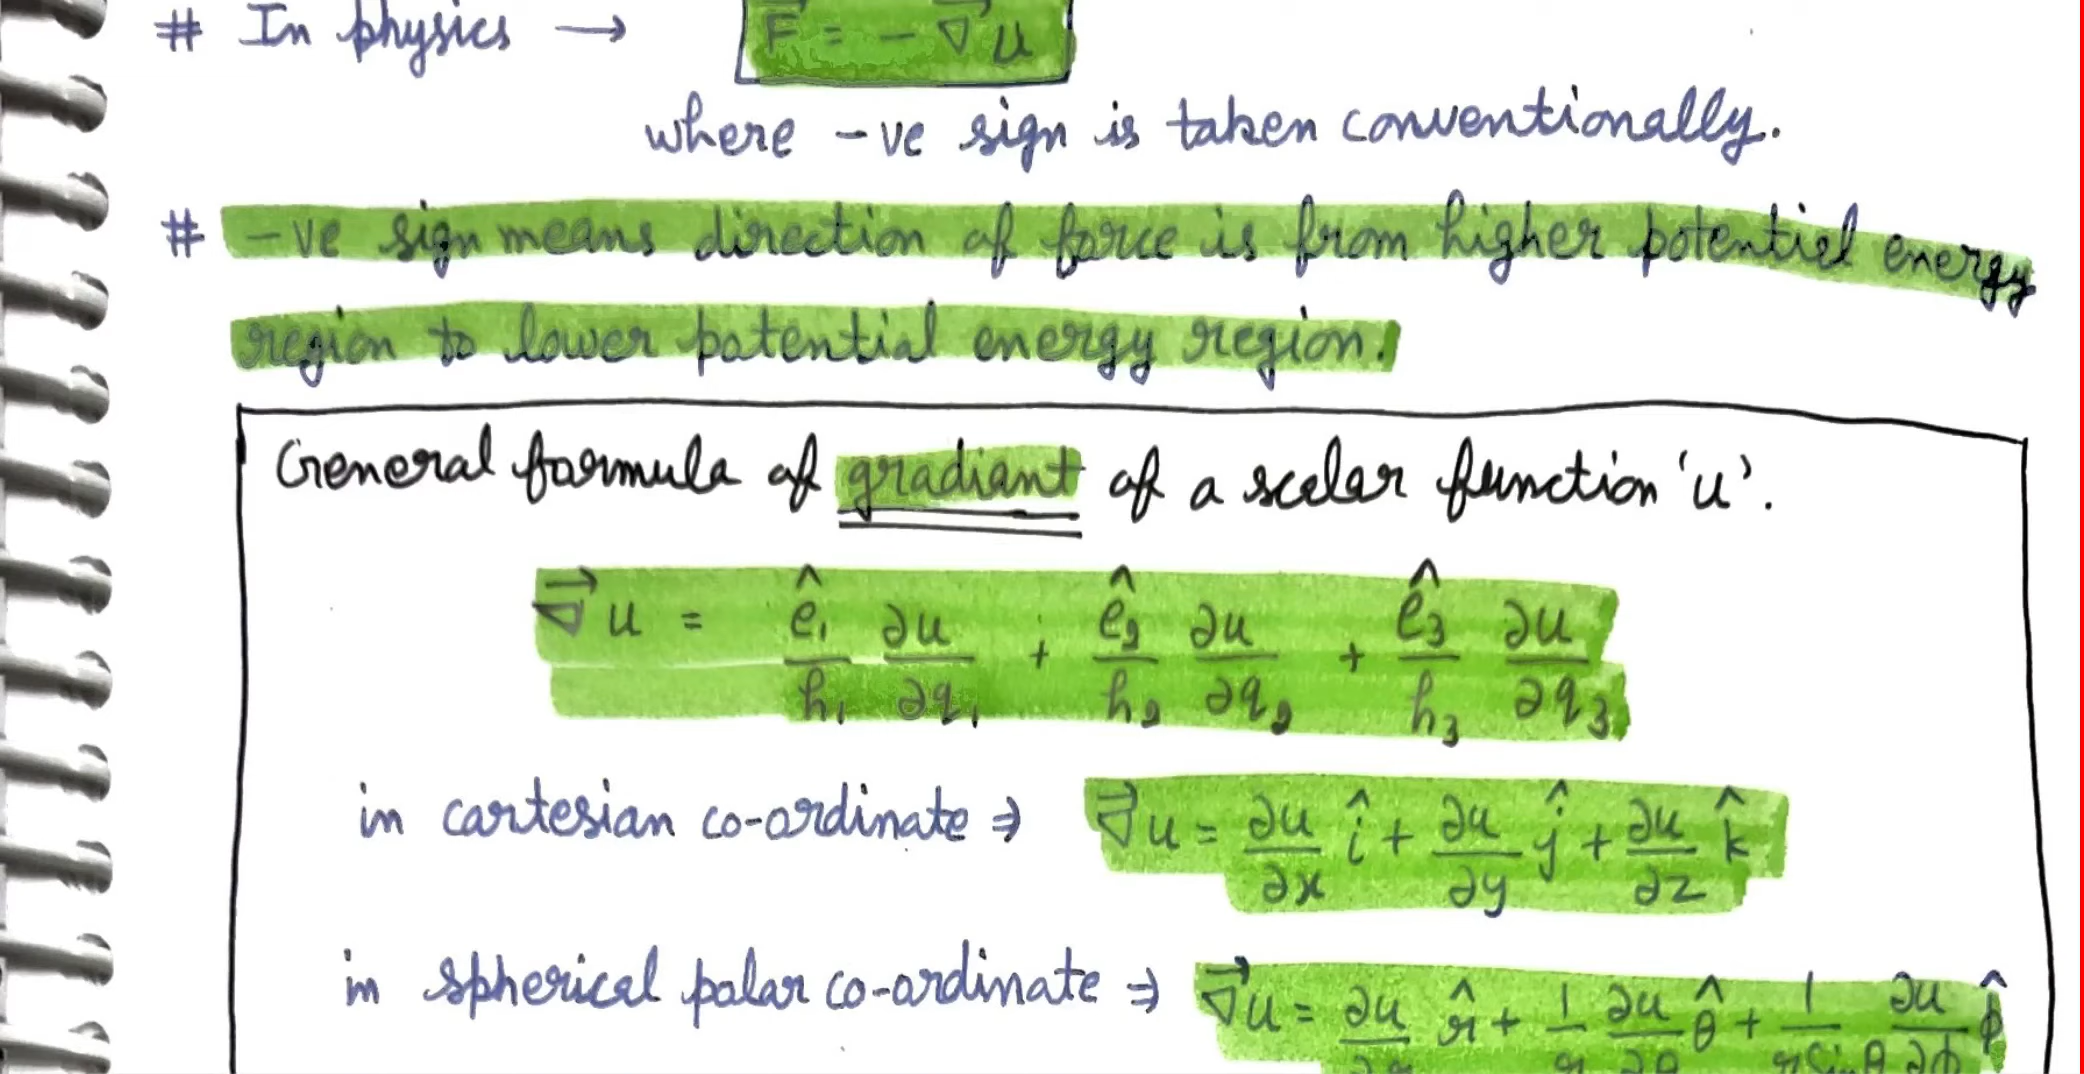 # In physics → F⃗ = - ∇⃗ u
where -ve sign is taken conventionally.
# -ve sign means direction of force is from higher potential energy
region to lower potential energy region.
General formula of gradiant of a scalar function 'u'.
∇⃗ u = ê₁/h₁ ∂u/∂q₁ + ê₂/h₂ ∂u/∂q₂ + ê₃/h₃ ∂u/∂q₃
in cartesian co-ordinate ⇒ ∇⃗u = ∂u/∂x î + ∂u/∂y ĵ + ∂u/∂z k̂
in spherical polar co-ordinate ⇒ ∇⃗u = ∂u/∂r r̂ + 1/r ∂u/∂θ θ̂ + 1/rSinθ ∂u/∂ϕ ϕ̂